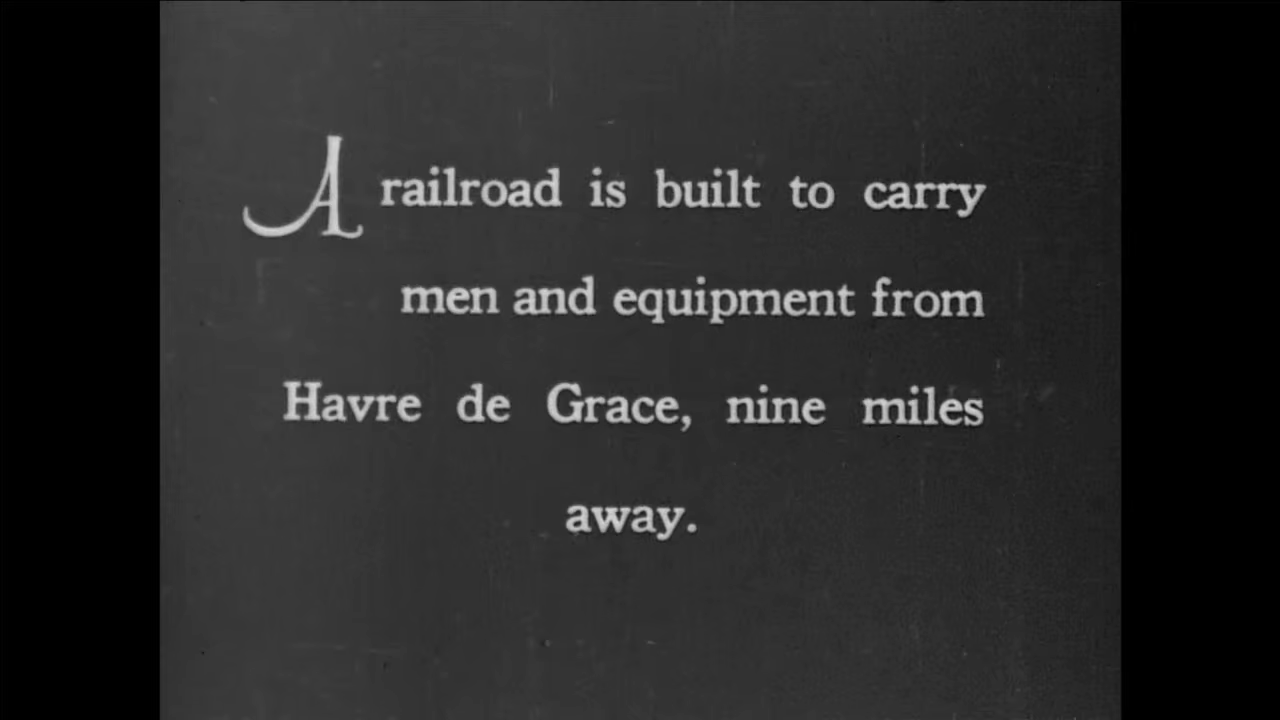 A railroad is built to carry
men and equipment from
Havre de Grace, nine miles
away.